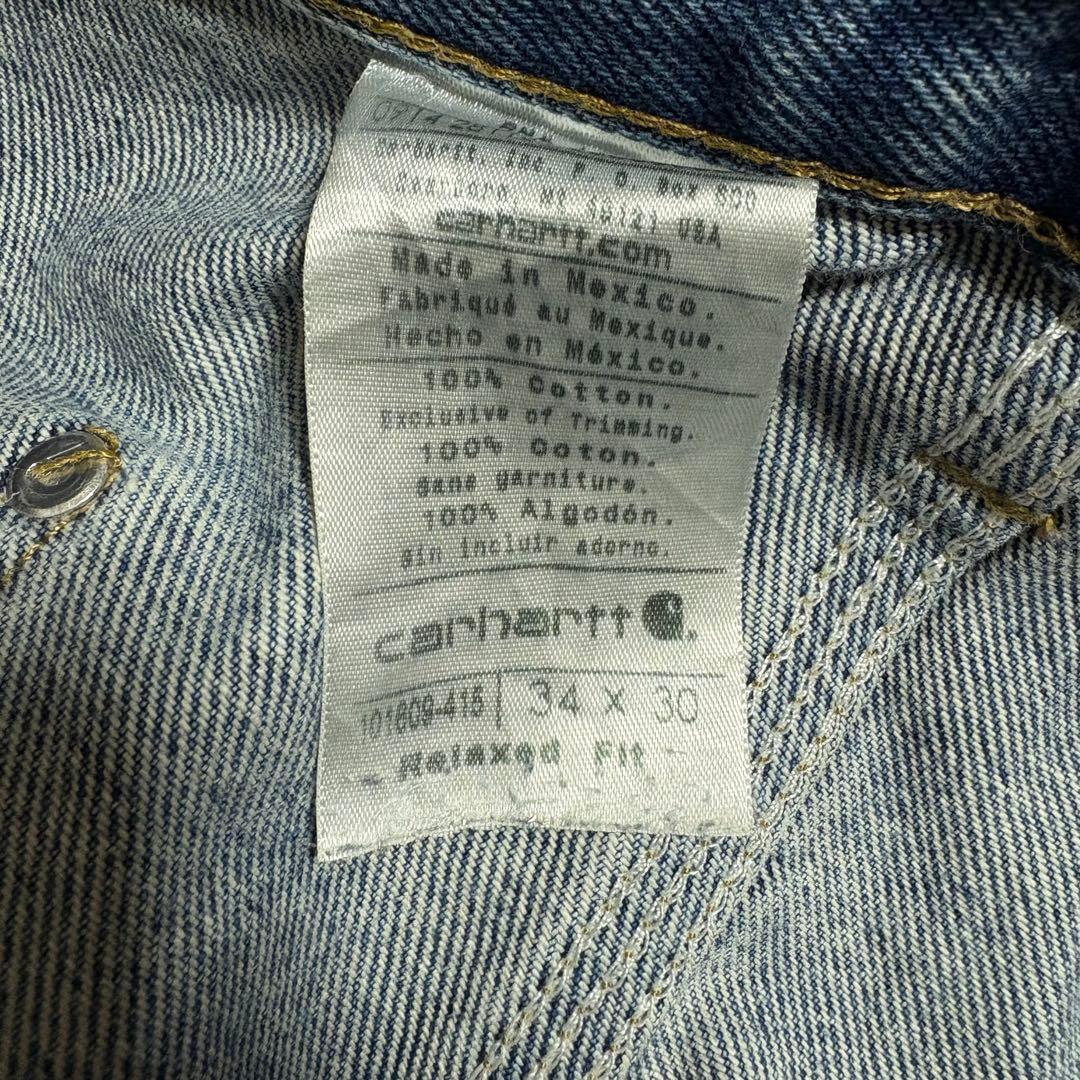 Carhartt, Inc. P. O. Box 600
Dearborn, MI 48121 USA
carhartt.com
Made in Mexico.
Fabriqué au Mexique.
Hecho en México.
100% Cotton.
Exclusive of Trimming.
100% Coton.
sans garniture.
100% Algodón.
sin incluir adorno.
carhartt
101609-415 34 X 30
- Relaxed Fit -